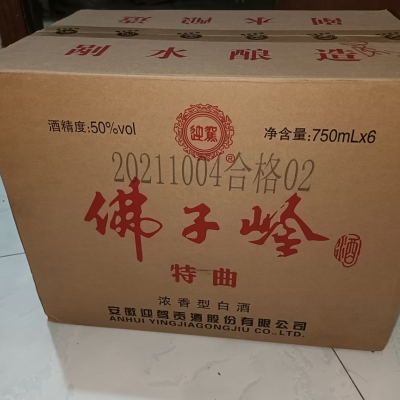 剐水酿造
酒精度:50%vol
迎驾
®
净含量:750mLx6
20211004合格02
佛子岭
酒
特曲
浓香型白酒
安徽迎驾贡酒股份有限公司
ANHUI YINGJIAGONGJIU CO.,LTD.